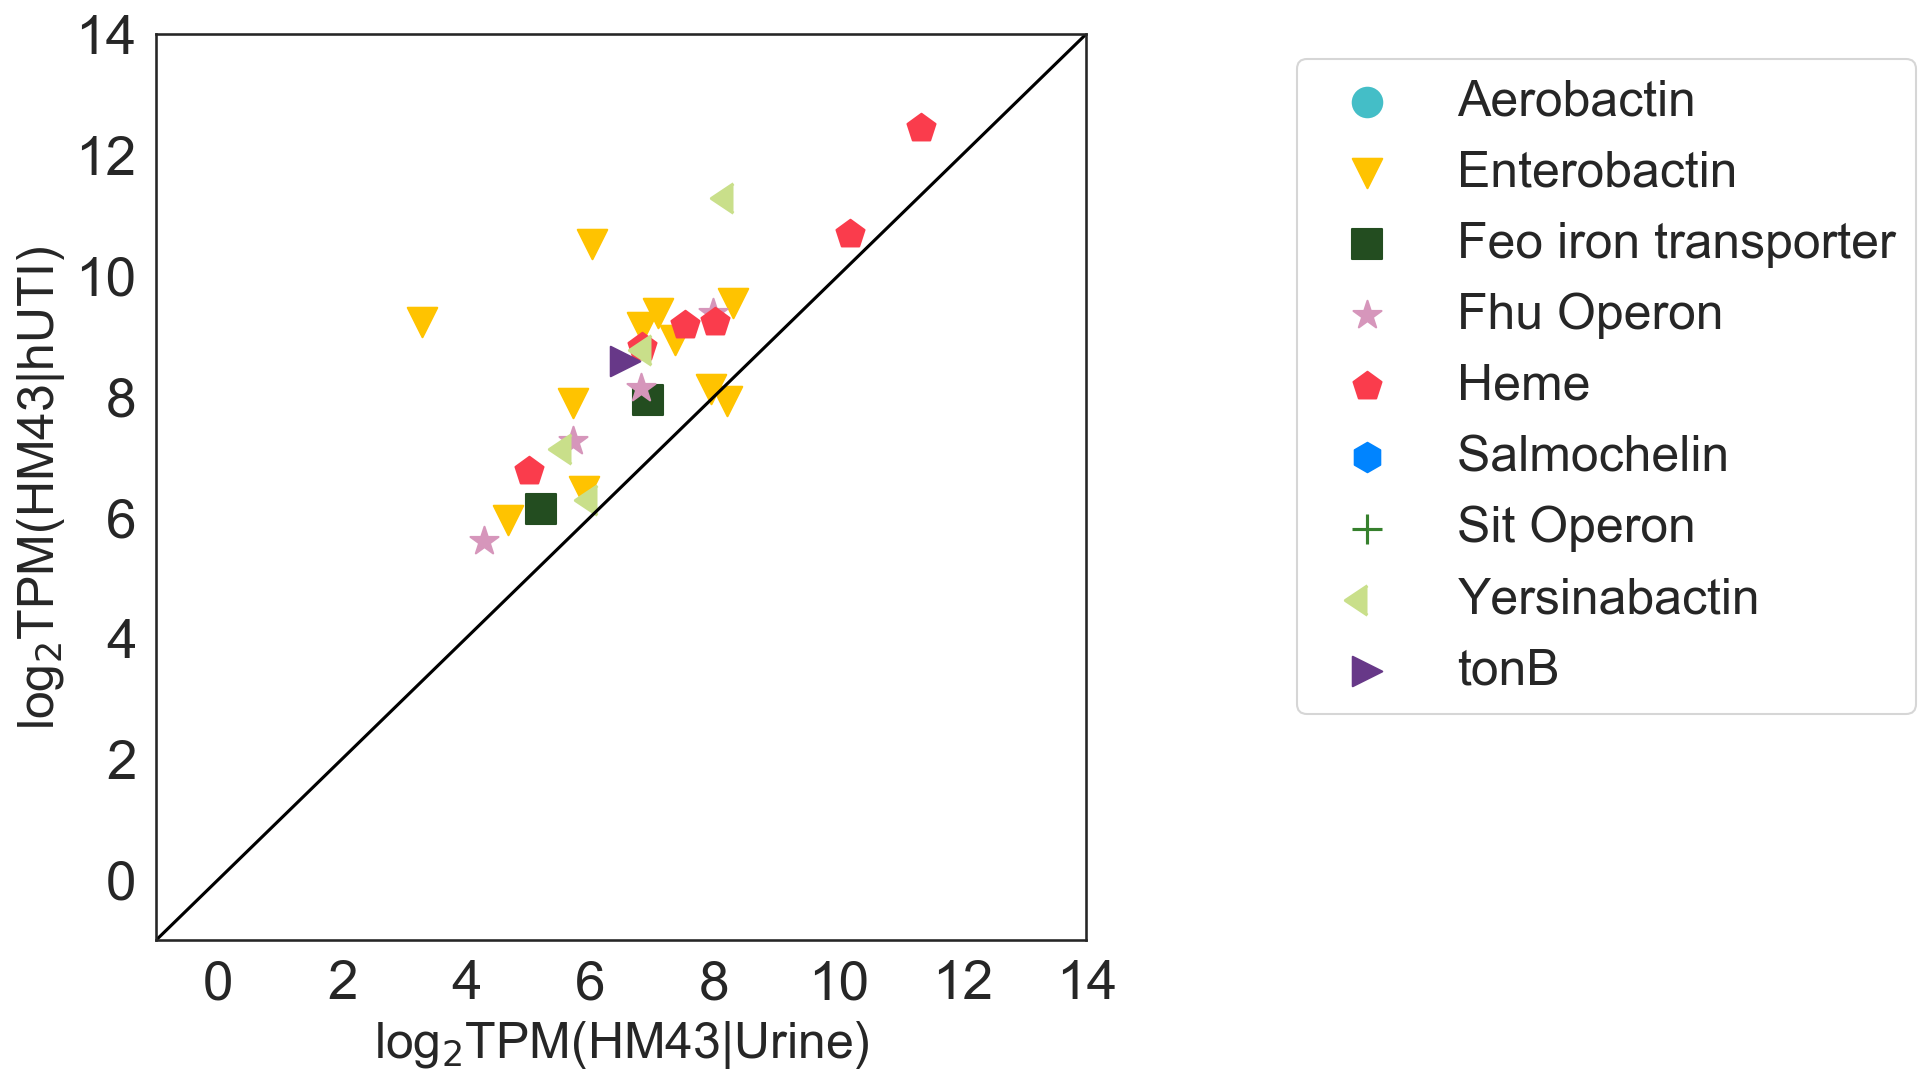 14
12
10
8
6
4
2
0
log₂TPM(HM43|hUTI)
0 2 4 6 8 10 12 14
log₂TPM(HM43|Urine)
Aerobactin
Enterobactin
Feo iron transporter
Fhu Operon
Heme
Salmochelin
Sit Operon
Yersinabactin
tonB